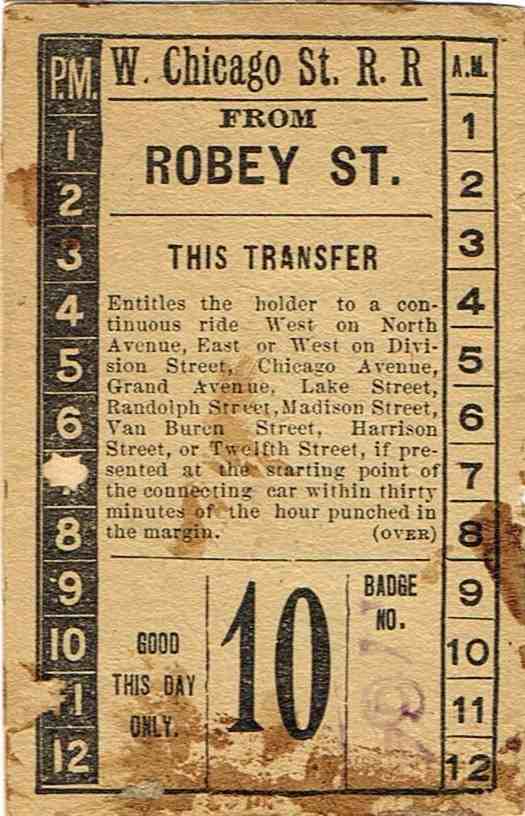 P.M.
1
2
3
4
5
6
8
9
10
11
12
W. Chicago St. R. R
FROM
ROBEY ST.
THIS TRANSFER
Entitles the holder to a con-
tinuous ride West on North
Avenue, East or West on Divi-
sion Street, Chicago Avenue,
Grand Avenue, Lake Street,
Randolph Street, Madison Street,
Van Buren Street, Harrison
Street, or Twelfth Street, if pre-
sented at the starting point of
the connecting car within thirty
minutes of the hour punched in
the margin. (OVER)
GOOD
THIS DAY
ONLY.
10
BADGE
NO.
A.M.
1
2
3
4
5
6
7
8
9
10
11
12